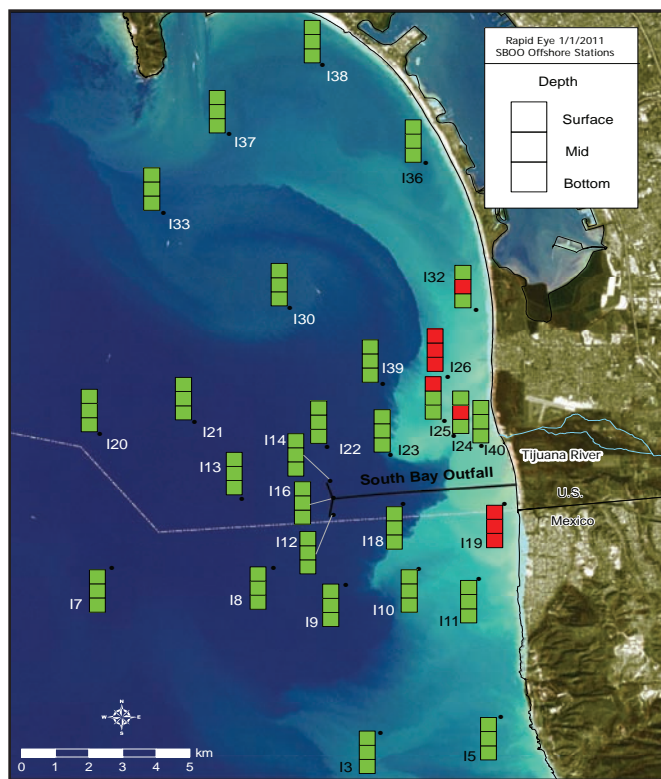 Rapid Eye 1/1/2011
SBOO Offshore Stations
Depth
Surface
Mid
Bottom
I38
I37
I36
I33
I32
I30
I26
I39
I25
I24
I40
I20
I21
I22
I23
I14
I13
I16
South Bay Outfall
Tijuana River
U.S.
Mexico
I12
I18
I19
I7
I8
I9
I10
I11
N
W
E
S
km
0 1 2 3 4 5
I3
I5